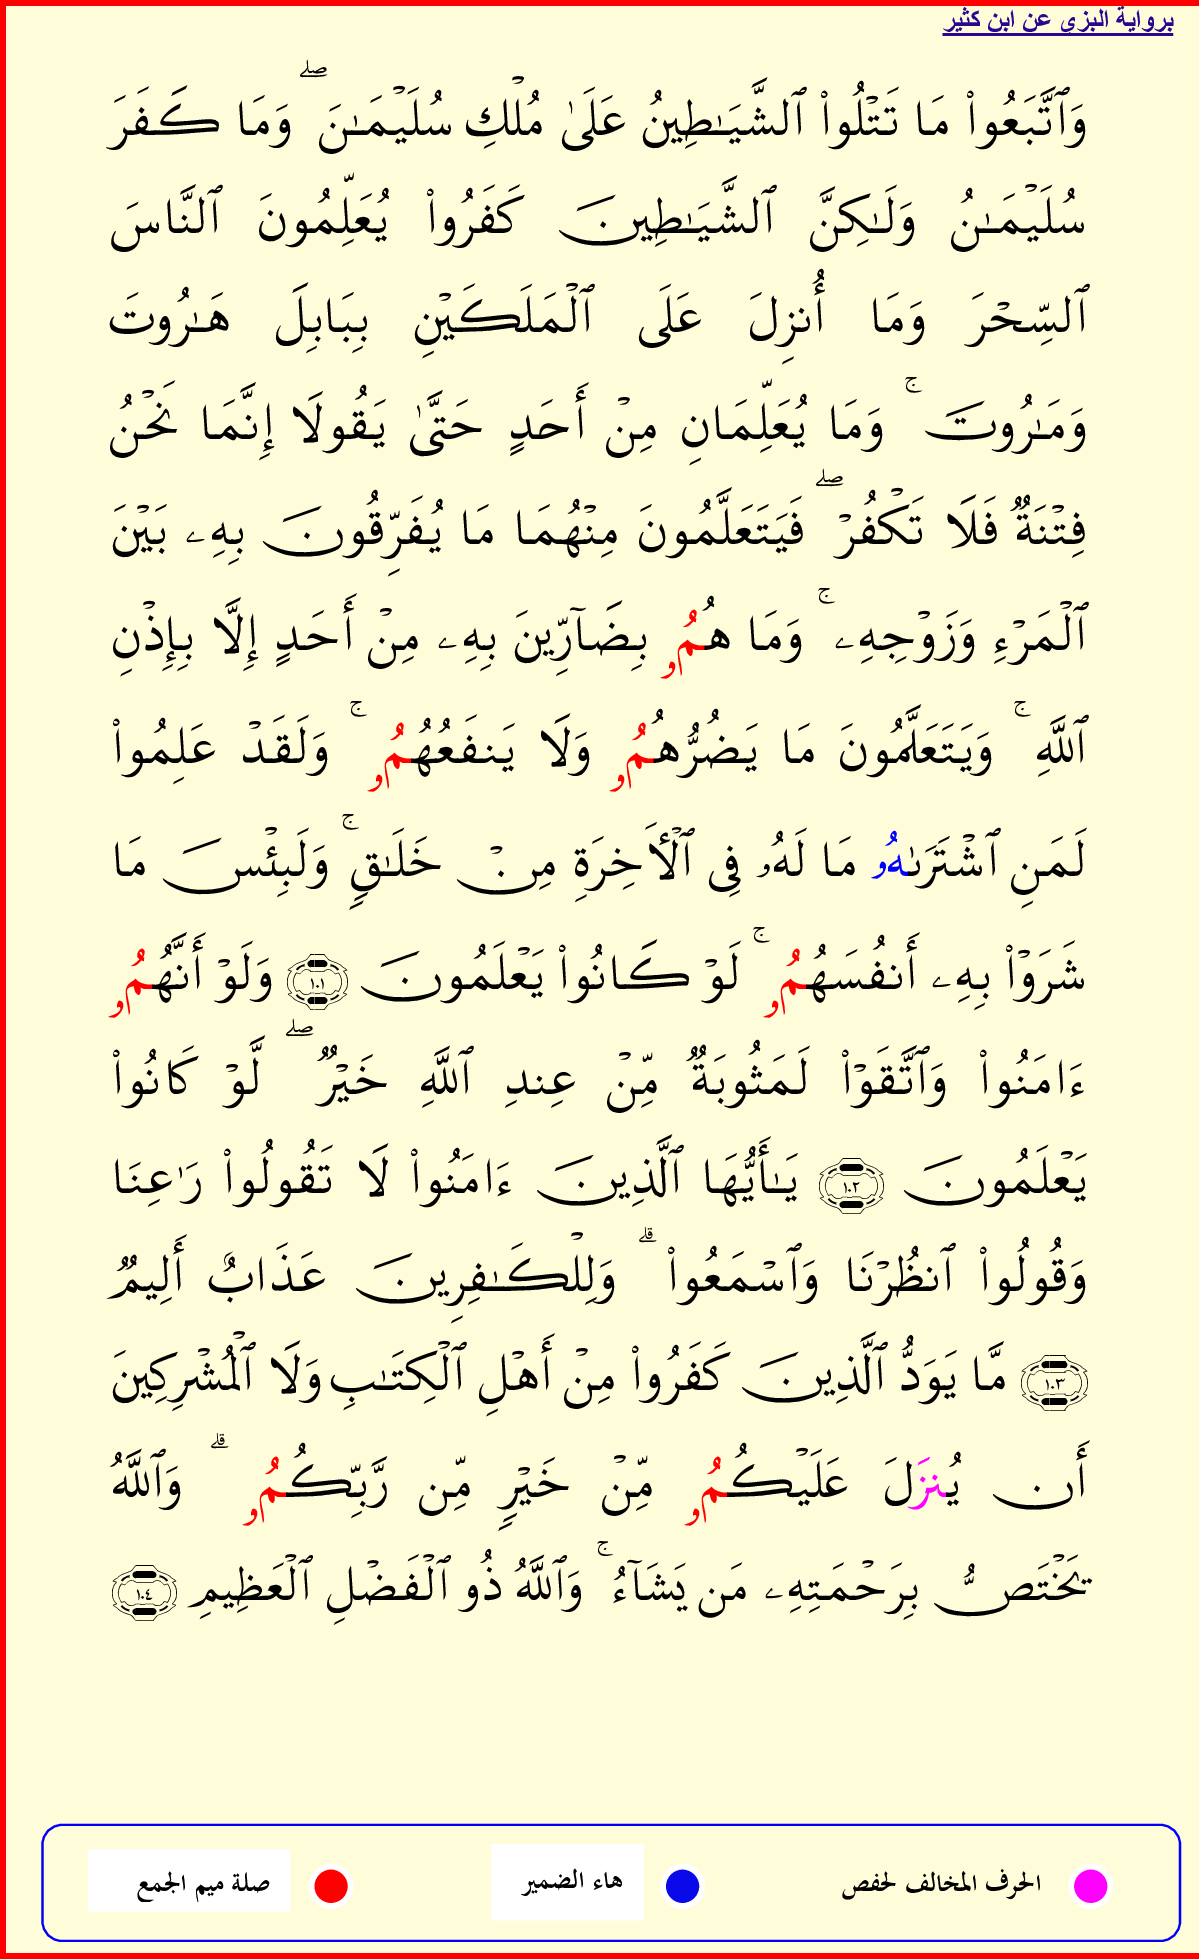 برواية البزى عن ابن كثير
وَٱتَّبَعُوا۟ مَا تَتْلُوا۟ ٱلشَّيَـٰطِينُ عَلَىٰ مُلْكِ سُلَيْمَـٰنَ ۖ وَمَا كَفَرَ
سُلَيْمَـٰنُ وَلَـٰكِنَّ ٱلشَّيَـٰطِينَ كَفَرُوا۟ يُعَلِّمُونَ ٱلنَّاسَ
ٱلسِّحْرَ وَمَا أُنزِلَ عَلَى ٱلْمَلَكَيْنِ بِبَابِلَ هَـٰرُوتَ
وَمَـٰرُوتَ ۚ وَمَا يُعَلِّمَانِ مِنْ أَحَدٍ حَتَّىٰ يَقُولَا إِنَّمَا نَحْنُ
فِتْنَةٌ فَلَا تَكْفُرْ ۖ فَيَتَعَلَّمُونَ مِنْهُمَا مَا يُفَرِّقُونَ بِهِۦ بَيْنَ
ٱلْمَرْءِ وَزَوْجِهِۦ ۚ وَمَا هُمُۥ بِضَآرِّينَ بِهِۦ مِنْ أَحَدٍ إِلَّا بِإِذْنِ
ٱللَّهِ ۚ وَيَتَعَلَّمُونَ مَا يَضُرُّهُمُۥ وَلَا يَنفَعُهُمُۥ ۚ وَلَقَدْ عَلِمُوا۟
لَمَنِ ٱشْتَرَىٰهُۥ مَا لَهُۥ فِى ٱلْأَخِرَةِ مِنْ خَلَـٰقٍ ۚ وَلَبِئْسَ مَا
شَرَوْا۟ بِهِۦ أَنفُسَهُمُۥ ۚ لَوْ كَانُوا۟ يَعْلَمُونَ ١٠١ وَلَوْ أَنَّهُمُۥ
ءَامَنُوا۟ وَٱتَّقَوْا۟ لَمَثُوبَةٌ مِّنْ عِندِ ٱللَّهِ خَيْرٌ ۖ لَّوْ كَانُوا۟
يَعْلَمُونَ ١٠٢ يَـٰأَيُّهَا ٱلَّذِينَ ءَامَنُوا۟ لَا تَقُولُوا۟ رَٰعِنَا
وَقُولُوا۟ ٱنظُرْنَا وَٱسْمَعُوا۟ ۗ وَلِلْكَـٰفِرِينَ عَذَابٌ أَلِيمٌ
١٠٣ مَّا يَوَدُّ ٱلَّذِينَ كَفَرُوا۟ مِنْ أَهْلِ ٱلْكِتَـٰبِ وَلَا ٱلْمُشْرِكِينَ
أَن يُنزَلَ عَلَيْكُمُۥ مِّنْ خَيْرٍ مِّن رَّبِّكُمُۥ ۗ وَٱللَّهُ
يَخْتَصُّ بِرَحْمَتِهِۦ مَن يَشَآءُ ۚ وَٱللَّهُ ذُو ٱلْفَضْلِ ٱلْعَظِيمِ ١٠٤
الحرف المخالف لحفص
هاء الضمير
صلة ميم الجمع